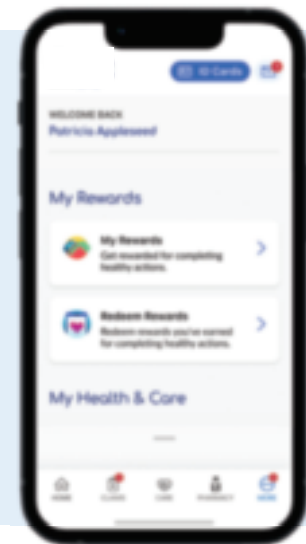 ID Cards
WELCOME BACK
Patricia Appleseed
My Rewards
My Rewards
Get rewarded for completing
healthy actions.
Redeem Rewards
Redeem rewards you've earned
for completing healthy actions.
My Health & Care
HOME
CLAIMS
CARE
PHARMACY
MORE